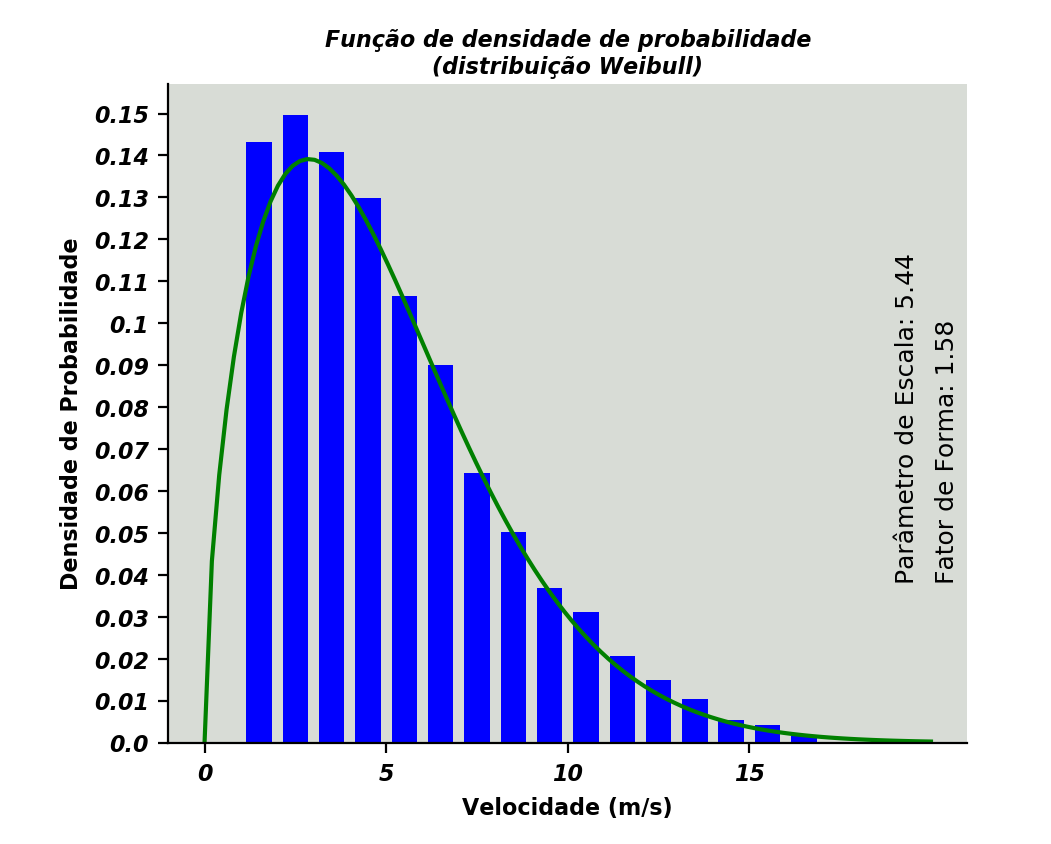 Função de densidade de probabilidade
(distribuição Weibull)
Densidade de Probabilidade
0.15
0.14
0.13
0.12
0.11
0.1
0.09
0.08
0.07
0.06
0.05
0.04
0.03
0.02
0.01
0.0
0 5 10 15
Velocidade (m/s)
Parâmetro de Escala: 5.44
Fator de Forma: 1.58